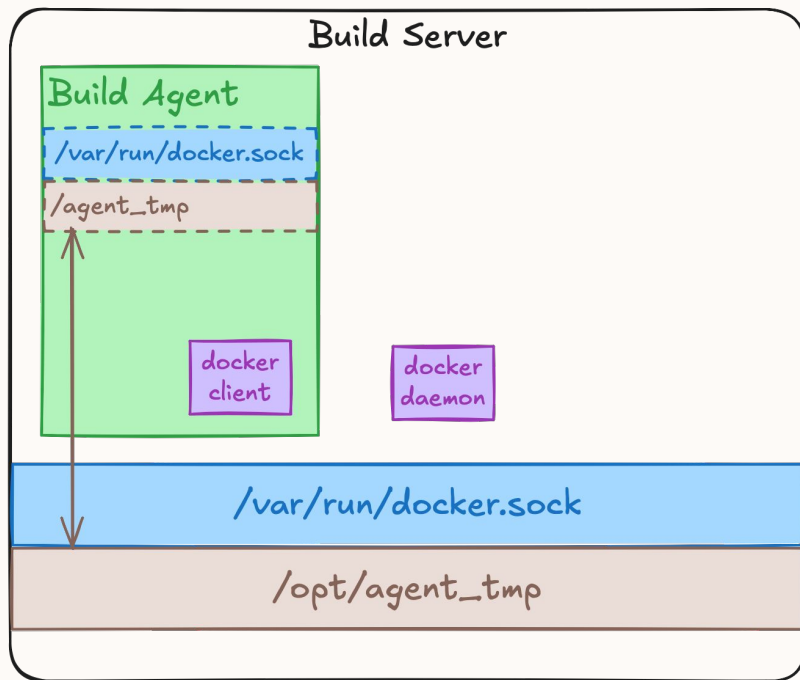 Build Server
Build Agent
/var/run/docker.sock
/agent_tmp
docker
client
docker
daemon
/var/run/docker.sock
/opt/agent_tmp